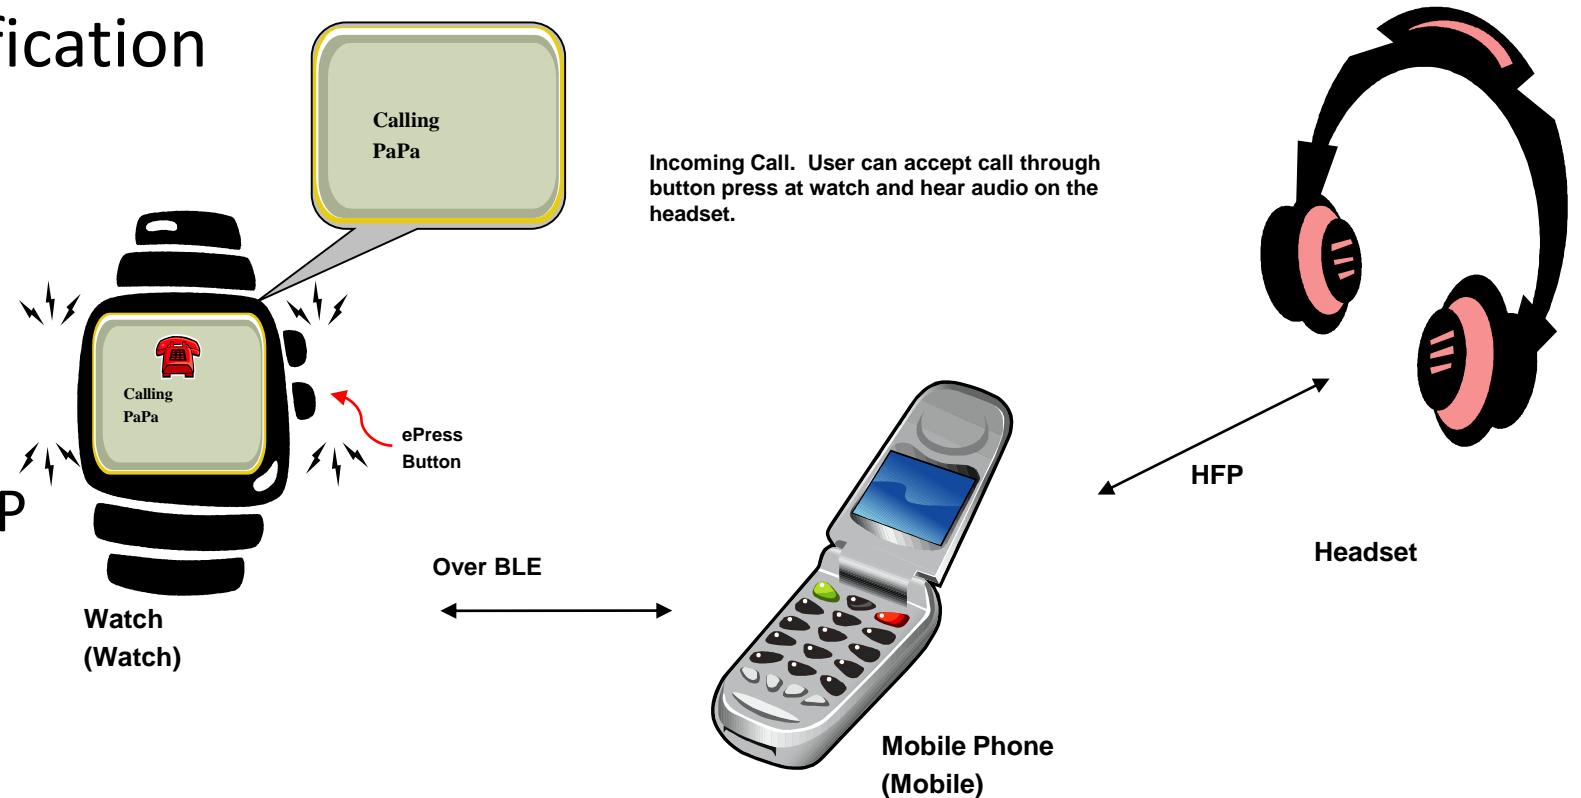 fication
Calling
PaPa
Incoming Call.  User can accept call through
button press at watch and hear audio on the
headset.
Calling
PaPa
ePress
Button
HFP
P
Headset
Over BLE
Watch
(Watch)
Mobile Phone
(Mobile)